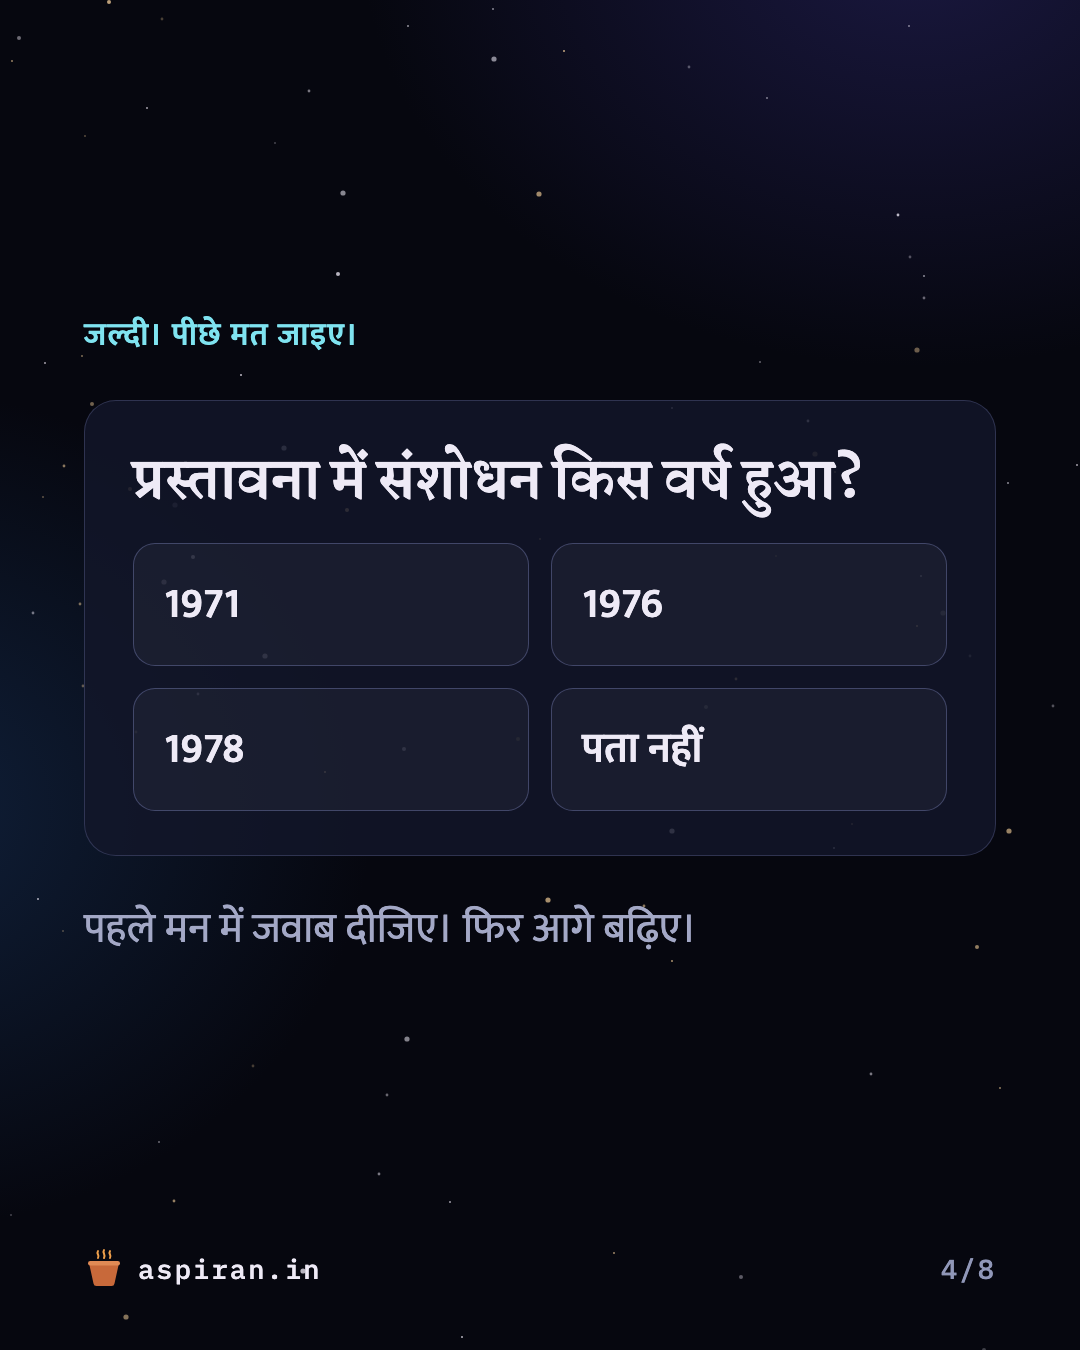 जल्दी। पीछे मत जाइए।
प्रस्तावना में संशोधन किस वर्ष हुआ?
1971
1976
1978
पता नहीं
पहले मन में जवाब दीजिए। फिर आगे बढ़िए।
aspiran.in
4/8